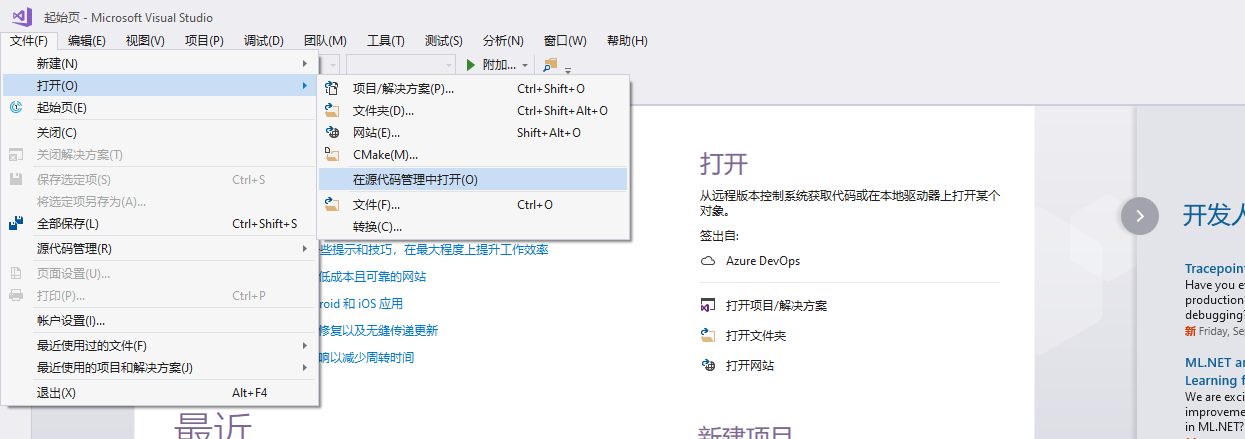 起始页 - Microsoft Visual Studio
文件(F) 编辑(E) 视图(V) 项目(P) 调试(D) 团队(M) 工具(T) 测试(S) 分析(N) 窗口(W) 帮助(H)
附加...
新建(N)
打开(O)
起始页(E)
关闭(C)
关闭解决方案(T)
保存选定项(S) Ctrl+S
将选定项另存为(A)...
全部保存(L) Ctrl+Shift+S
源代码管理(R)
页面设置(U)...
打印(P)... Ctrl+P
帐户设置(I)...
最近使用过的文件(F)
最近使用的项目和解决方案(J)
退出(X) Alt+F4
项目/解决方案(P)... Ctrl+Shift+O
文件夹(D)... Ctrl+Shift+Alt+O
网站(E)... Shift+Alt+O
CMake(M)...
在源代码管理中打开(O)
文件(F)... Ctrl+O
转换(C)...
些提示和技巧，在最大程度上提升工作效率
低成本且可靠的网站
roid 和 iOS 应用
修复以及无缝传递更新
响以减少周转时间
最近
打开
从远程版本控制系统获取代码或在本地驱动器上打开某个
对象。
签出自:
Azure DevOps
打开项目/解决方案
打开文件夹
打开网站
新建项目
开发人
Tracepoint
Have you ev
production
debugging?
新 Friday, Se
ML.NET an
Learning f
We are exci
improveme
in ML.NET?